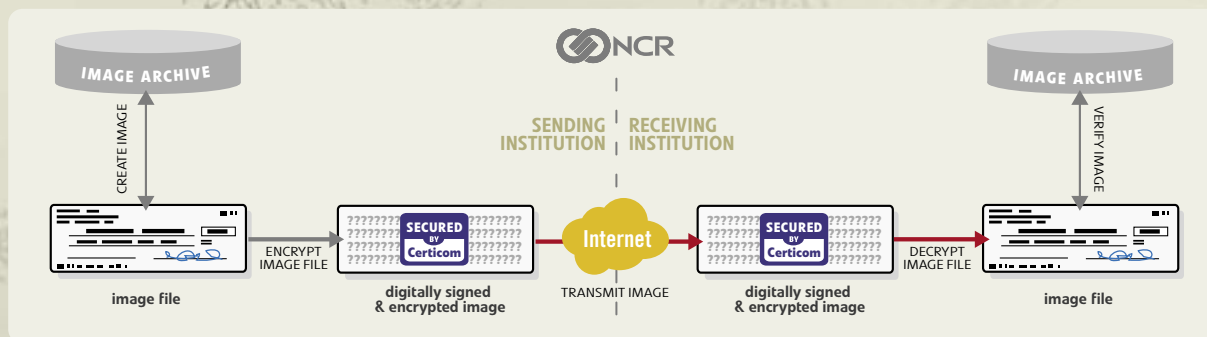 NCR
IMAGE ARCHIVE
IMAGE ARCHIVE
CREATE IMAGE
SENDING
INSTITUTION
RECEIVING
INSTITUTION
VERIFY IMAGE
ENCRYPT
IMAGE FILE
????????
????????
????????
????????
SECURED
BY
Certicom
????????
????????
????????
????????
Internet
TRANSMIT IMAGE
????????
????????
????????
????????
SECURED
BY
Certicom
????????
????????
????????
????????
DECRYPT
IMAGE FILE
image file
digitally signed
& encrypted image
digitally signed
& encrypted image
image file